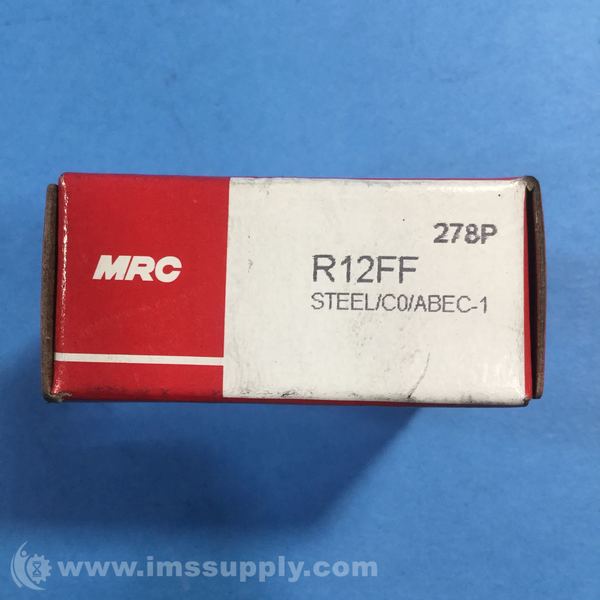 MRC
278P
R12FF
STEEL/C0/ABEC-1
www.imssupply.com